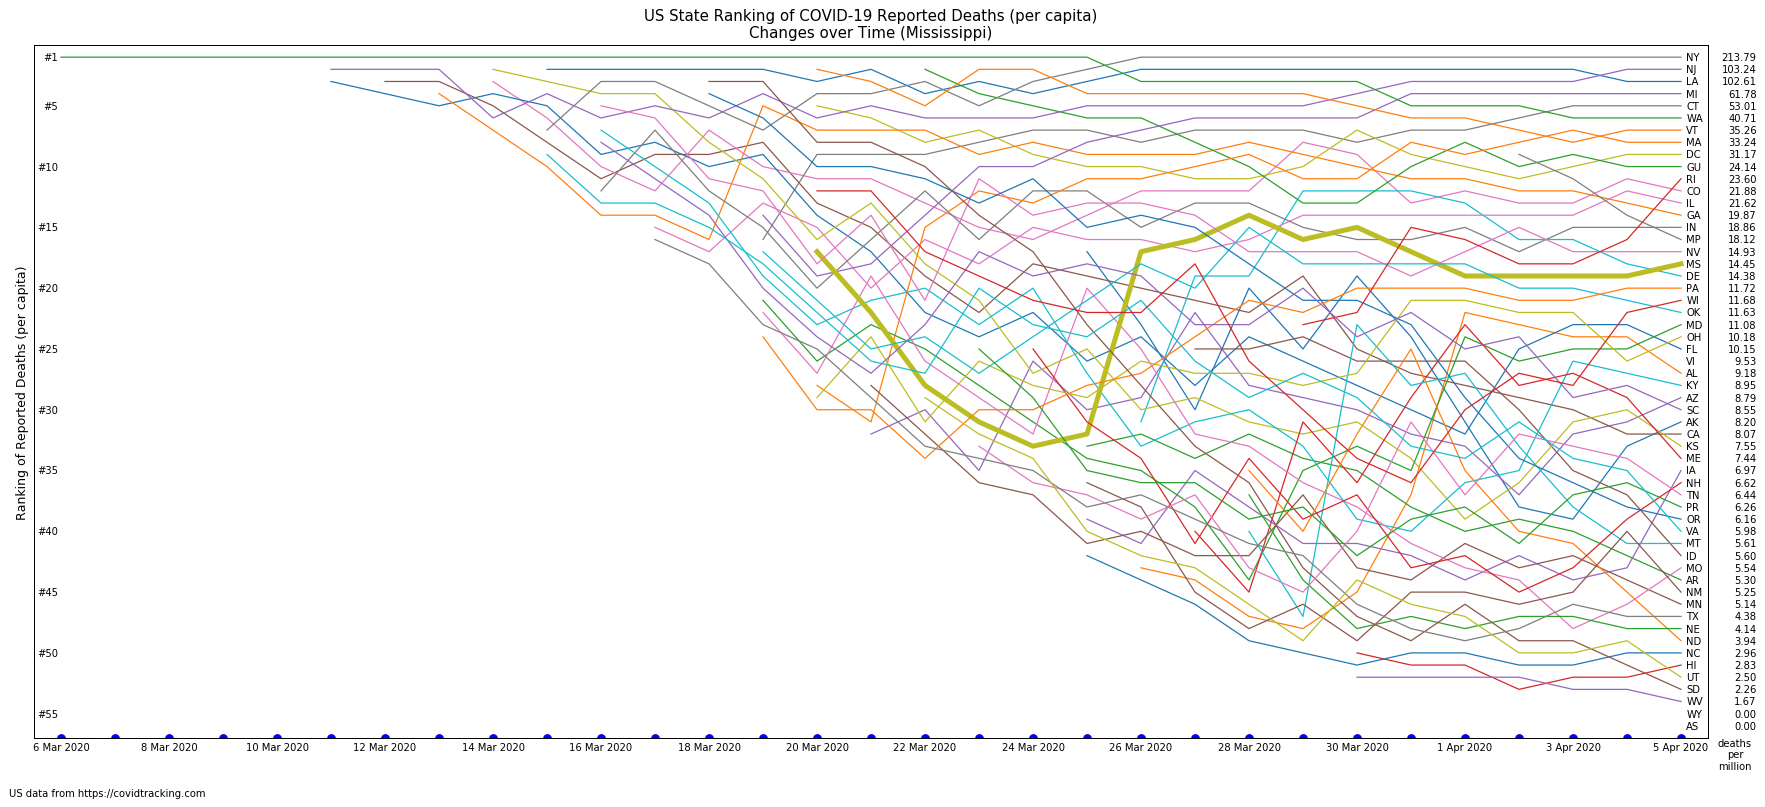 US State Ranking of COVID-19 Reported Deaths (per capita)
Changes over Time (Mississippi)
Ranking of Reported Deaths (per capita)
#1
#5
#10
#15
#20
#25
#30
#35
#40
#45
#50
#55
NY 213.79
NJ 103.24
LA 102.61
MI 61.78
CT 53.01
WA 40.71
VT 35.26
MA 33.24
DC 31.17
GU 24.14
RI 23.60
CO 21.88
IL 21.62
GA 19.87
IN 18.86
MP 18.12
NV 14.93
MS 14.45
DE 14.38
PA 11.72
WI 11.68
OK 11.63
MD 11.08
OH 10.18
FL 10.15
VI 9.53
AL 9.18
KY 8.95
AZ 8.79
SC 8.55
AK 8.20
CA 8.07
KS 7.55
ME 7.44
IA 6.97
NH 6.62
TN 6.44
PR 6.26
OR 6.16
VA 5.98
MT 5.61
ID 5.60
MO 5.54
AR 5.30
NM 5.25
MN 5.14
TX 4.38
NE 4.14
ND 3.94
NC 2.96
HI 2.83
UT 2.50
SD 2.26
WV 1.67
WY 0.00
AS 0.00
6 Mar 2020 8 Mar 2020 10 Mar 2020 12 Mar 2020 14 Mar 2020 16 Mar 2020 18 Mar 2020 20 Mar 2020 22 Mar 2020 24 Mar 2020 26 Mar 2020 28 Mar 2020 30 Mar 2020 1 Apr 2020 3 Apr 2020 5 Apr 2020
deaths
per
million
US data from https://covidtracking.com